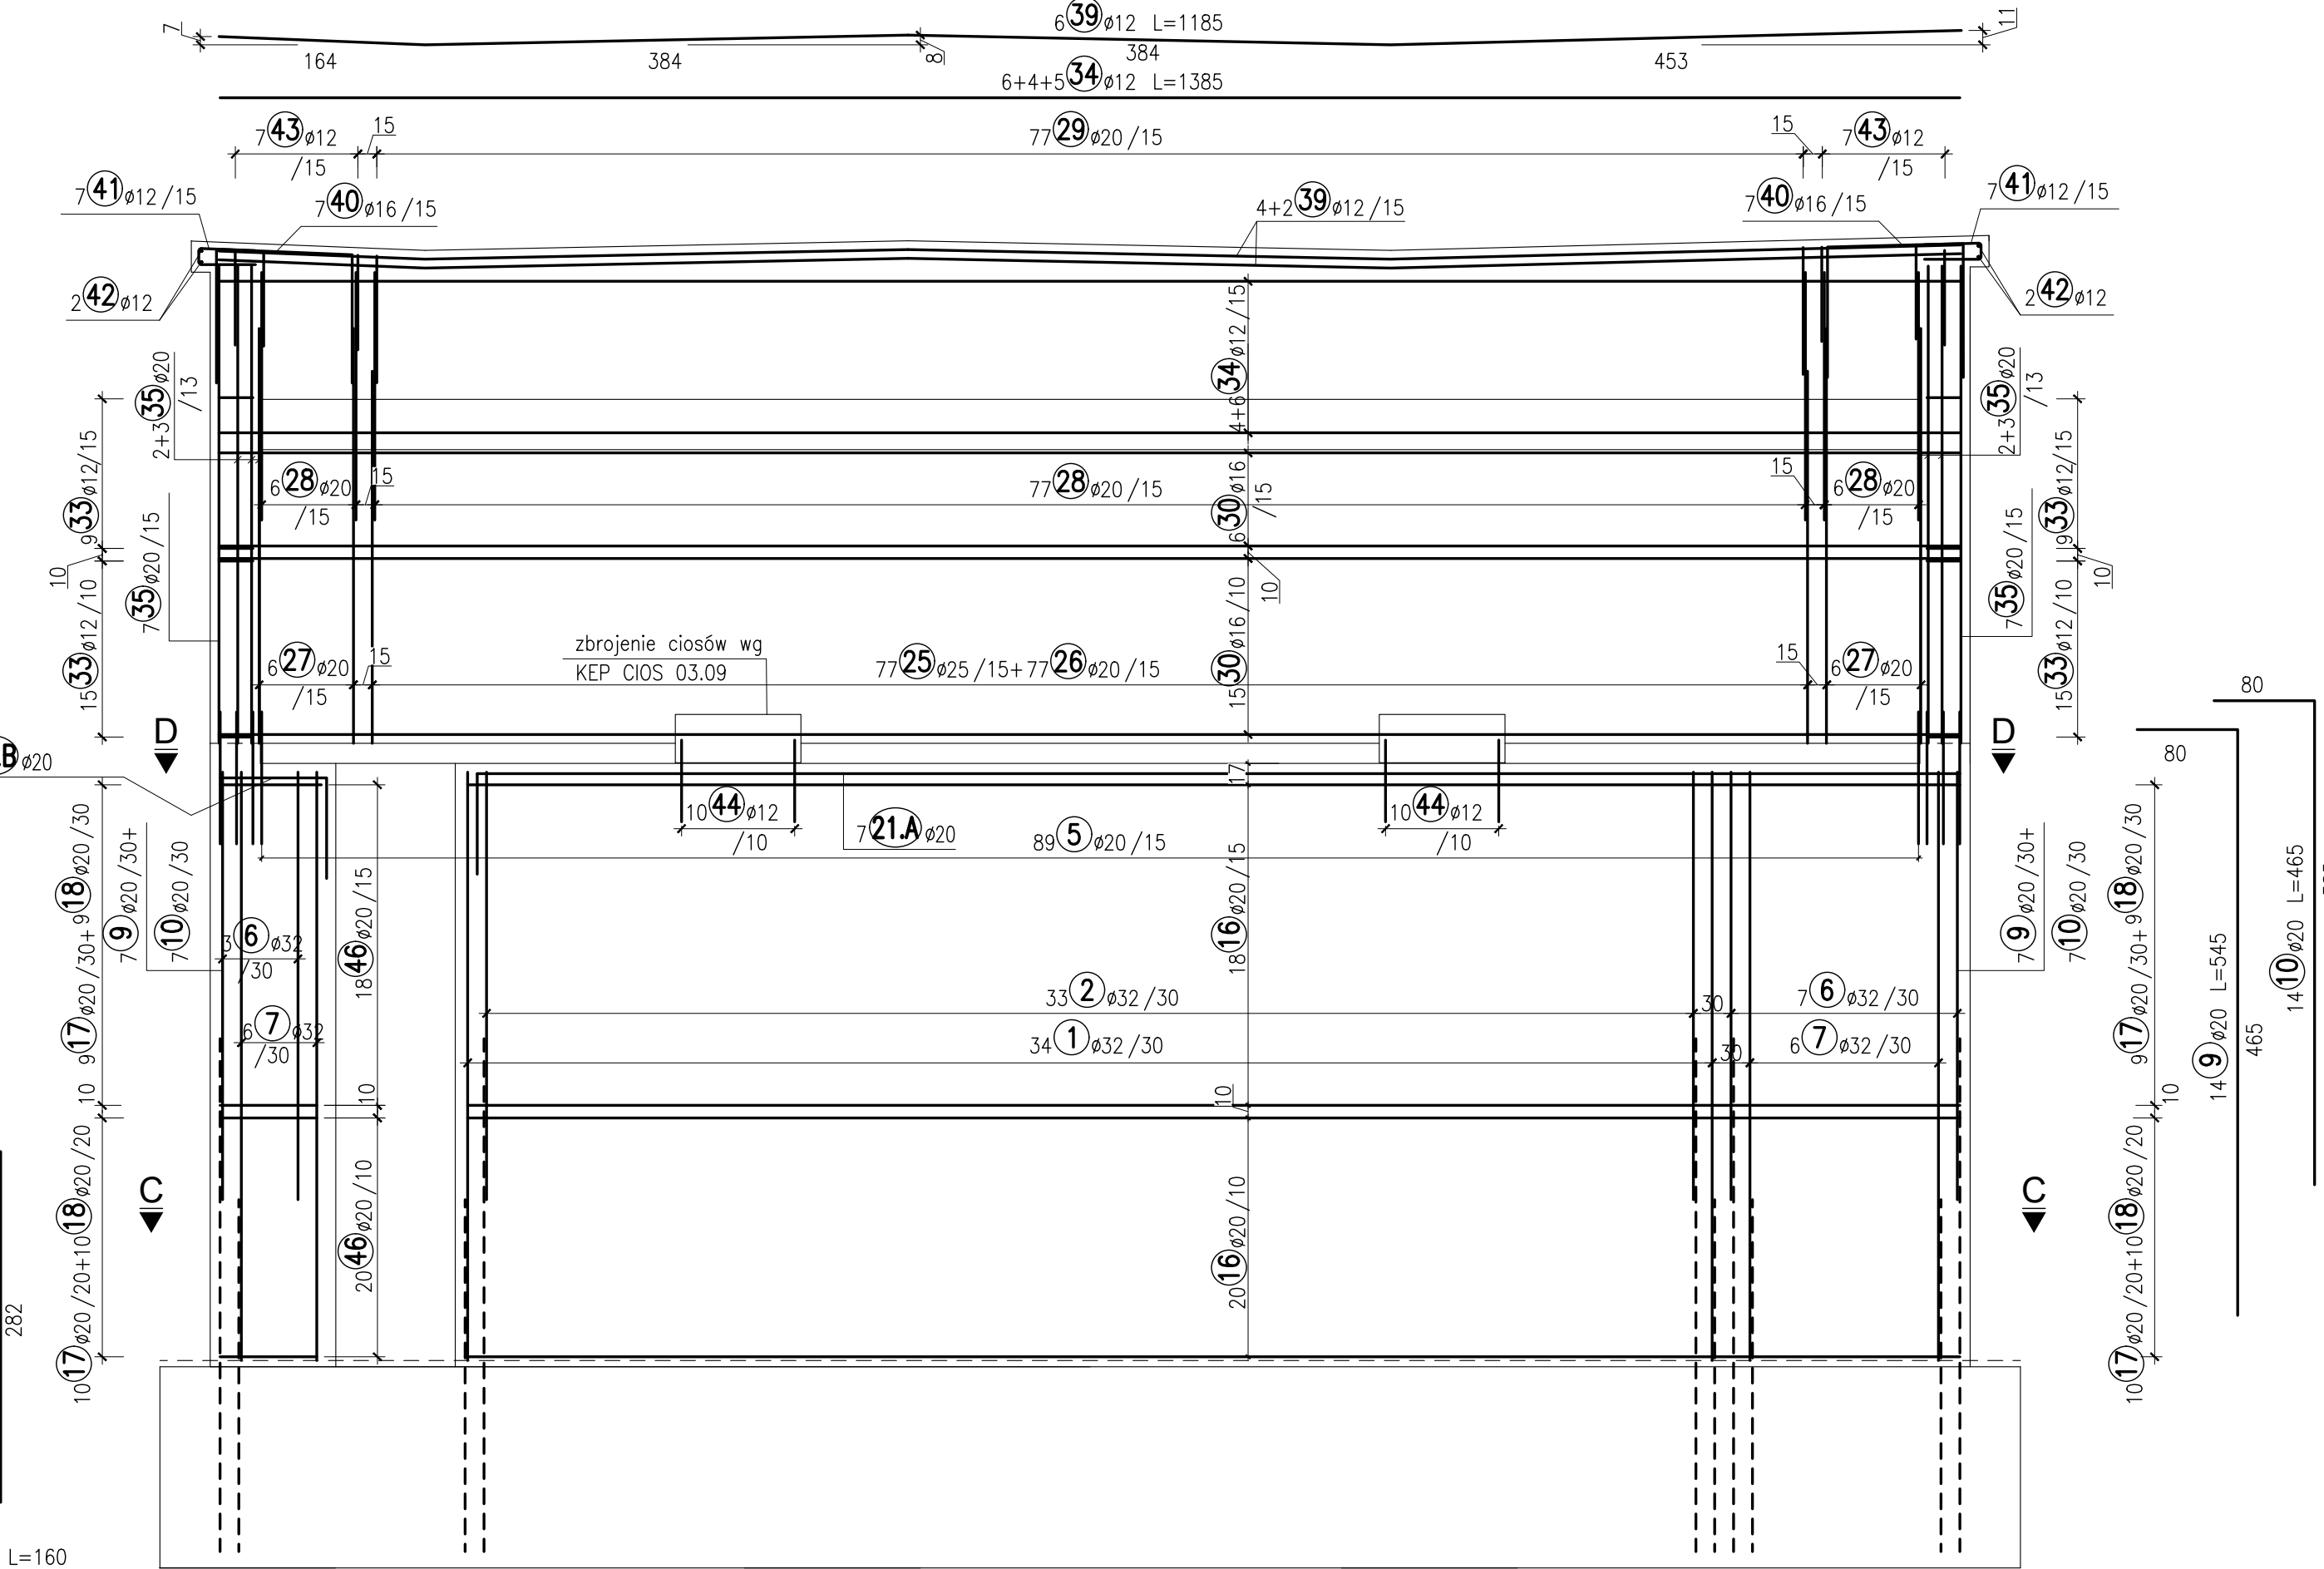 6 39 ø12 L=1185
7
164
384
8
384
453
11
6+4+5 34 ø12 L=1385
7 43 ø12
/15
15
77 29 ø20 /15
15
7 43 ø12
/15
7 41 ø12 /15
7 40 ø16 /15
4+2 39 ø12 /15
7 40 ø16 /15
7 41 ø12 /15
2 42 ø12
2 42 ø12
2+3 35 ø20
/13
4+6 34 ø12 /15
2+3 35 ø20
/13
9 33 ø12/15
6 28 ø20
/15
15
77 28 ø20 /15
6 30 ø16
/15
15
6 28 ø20
/15
9 33 ø12/15
10
7 35 ø20 /15
10
7 35 ø20 /15
10
15 33 ø12 /10
6 27 ø20
/15
15
zbrojenie ciosów wg
KEP CIOS 03.09
77 25 ø25 /15+77 26 ø20 /15
15 30 ø16 /10
15
6 27 ø20
/15
15 33 ø12 /10
D
D
B ø20
17
80
80
10 44 ø12
/10
7 21.A ø20
89 5 ø20 /15
10 44 ø12
/10
9 17 ø20 /30+9 18 ø20 /30
7 9 ø20 /30+
7 10 ø20 /30
3 6 ø32
/30
18 46 ø20 /15
18 16 ø20 /15
7 9 ø20 /30+
7 10 ø20 /30
9 17 ø20 /30+ 9 18 ø20 /30
14 10 ø20 L=465
14 9 ø20 L=545
465
33 2 ø32 /30
30
7 6 ø32 /30
6 7 ø32
/30
34 1 ø32 /30
30
6 7 ø32 /30
10
10
10
10
C
C
10 17 ø20 /20+10 18 ø20 /20
20 46 ø20 /10
20 16 ø20 /10
10 17 ø20 /20+10 18 ø20 /20
282
L=160